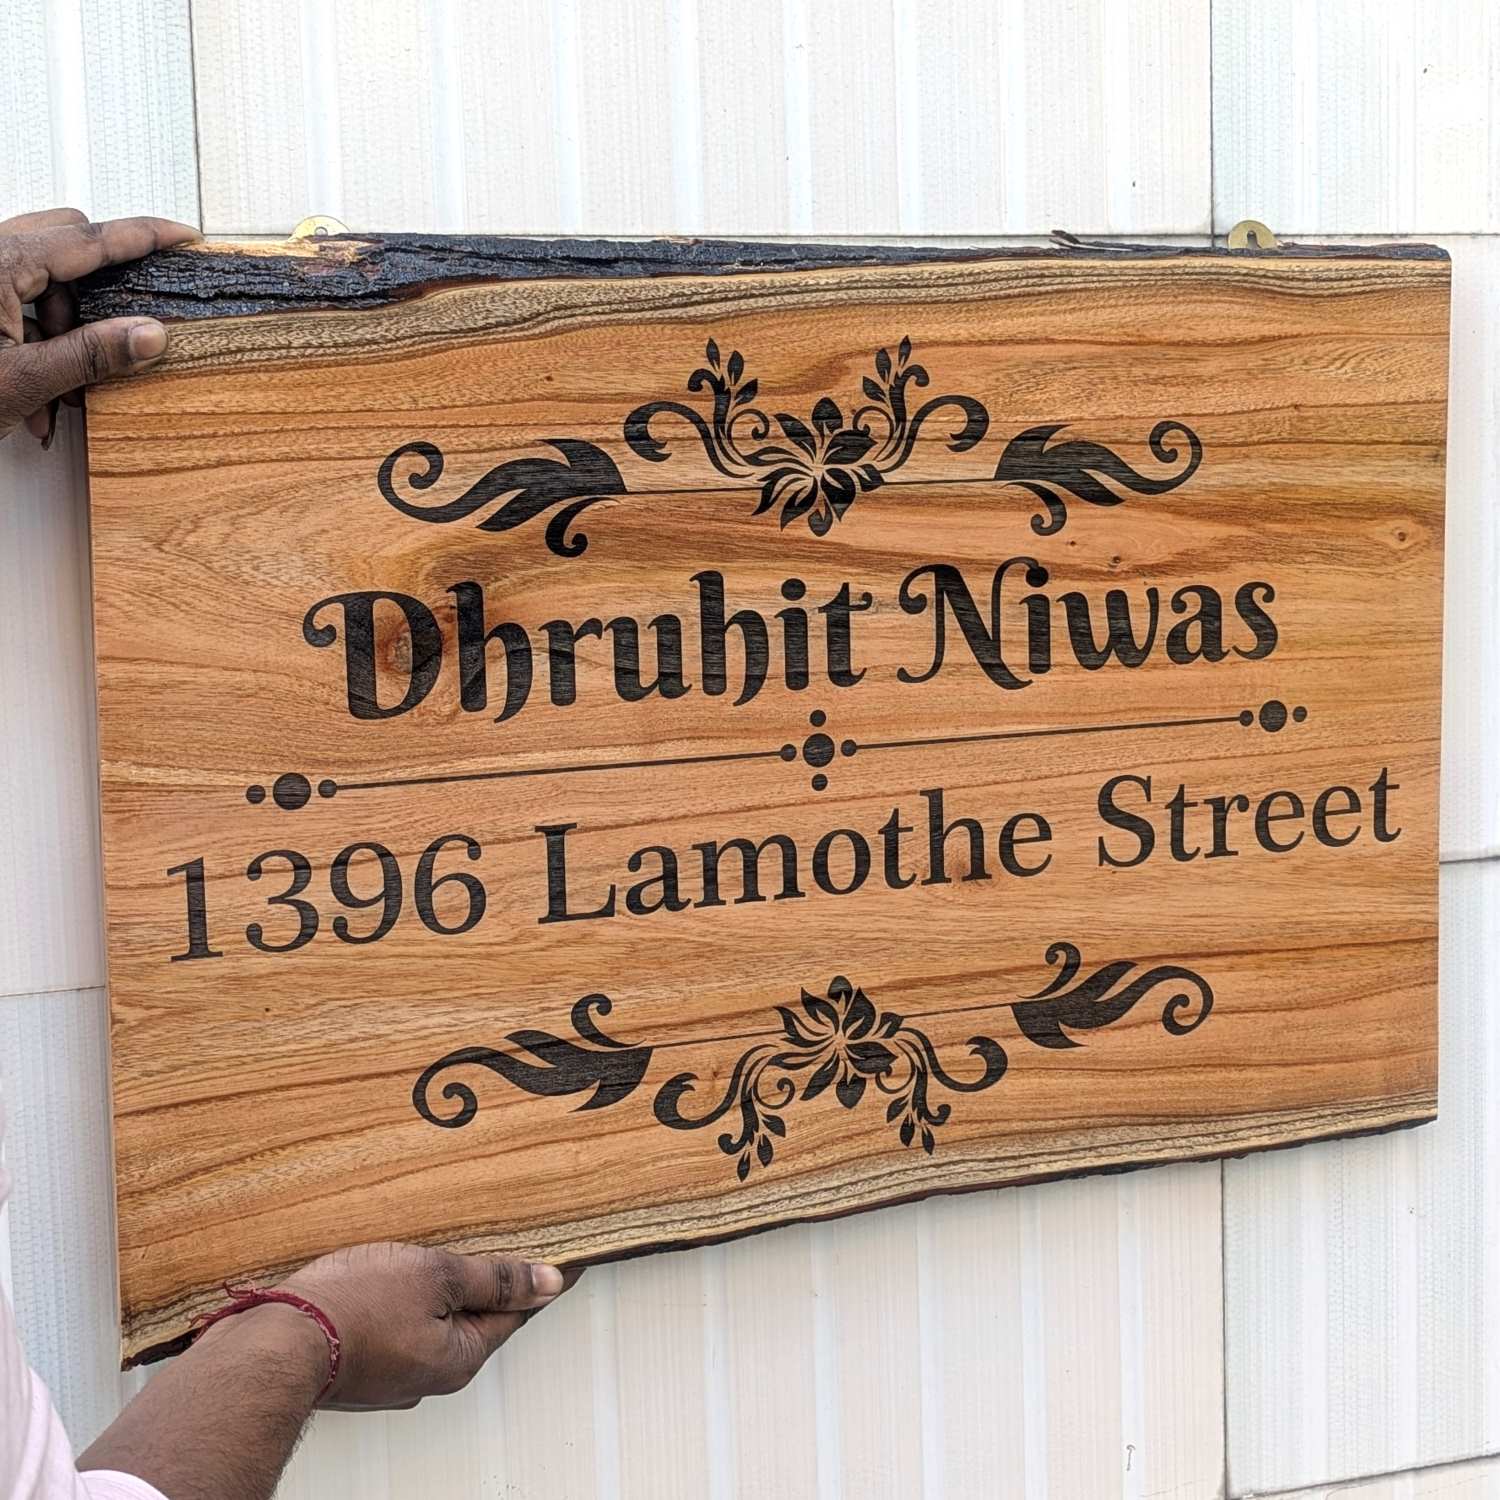 Dhruhit Niwas
1396 Lamothe Street